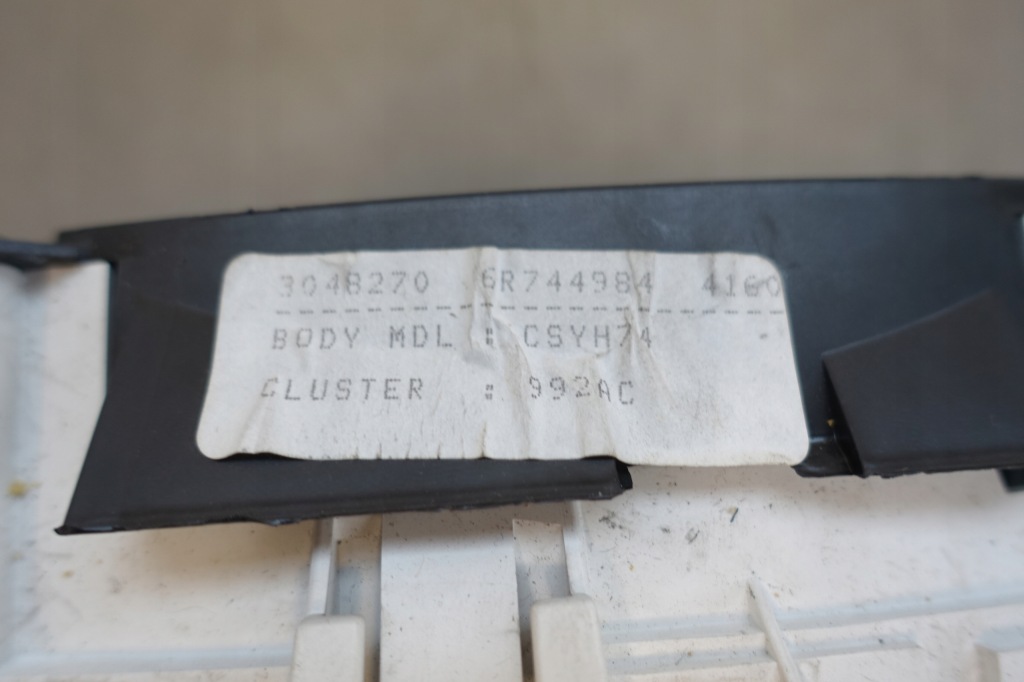 3048270 6R744984 4160
BODY MDL : CSYH74
CLUSTER : 992AC